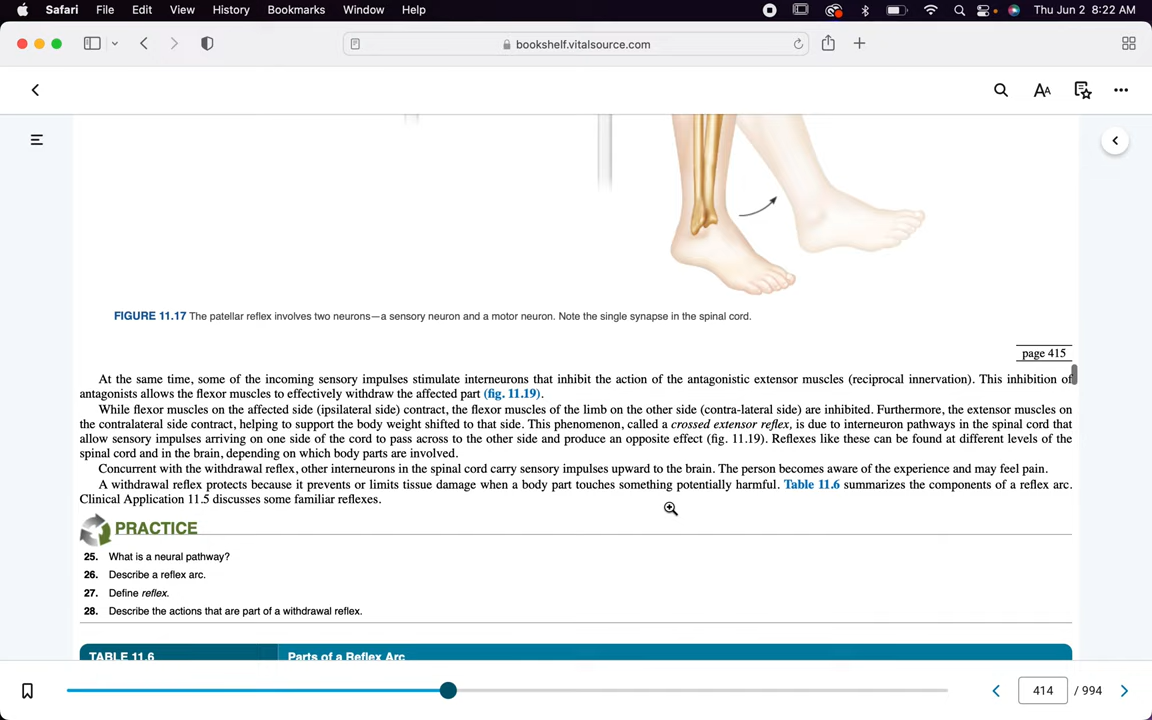 Safari File Edit View History Bookmarks Window Help Thu Jun 2 8:22 AM
bookshelf.vitalsource.com
AA
FIGURE 11.17 The patellar reflex involves two neurons—a sensory neuron and a motor neuron. Note the single synapse in the spinal cord.
page 415
At the same time, some of the incoming sensory impulses stimulate interneurons that inhibit the action of the antagonistic extensor muscles (reciprocal innervation). This inhibition of
antagonists allows the flexor muscles to effectively withdraw the affected part (fig. 11.19).
While flexor muscles on the affected side (ipsilateral side) contract, the flexor muscles of the limb on the other side (contra-lateral side) are inhibited. Furthermore, the extensor muscles on
the contralateral side contract, helping to support the body weight shifted to that side. This phenomenon, called a crossed extensor reflex, is due to interneuron pathways in the spinal cord that
allow sensory impulses arriving on one side of the cord to pass across to the other side and produce an opposite effect (fig. 11.19). Reflexes like these can be found at different levels of the
spinal cord and in the brain, depending on which body parts are involved.
Concurrent with the withdrawal reflex, other interneurons in the spinal cord carry sensory impulses upward to the brain. The person becomes aware of the experience and may feel pain.
A withdrawal reflex protects because it prevents or limits tissue damage when a body part touches something potentially harmful. Table 11.6 summarizes the components of a reflex arc.
Clinical Application 11.5 discusses some familiar reflexes.
PRACTICE
25. What is a neural pathway?
26. Describe a reflex arc.
27. Define reflex.
28. Describe the actions that are part of a withdrawal reflex.
TABLE 11.6 Parts of a Reflex Arc
414 / 994